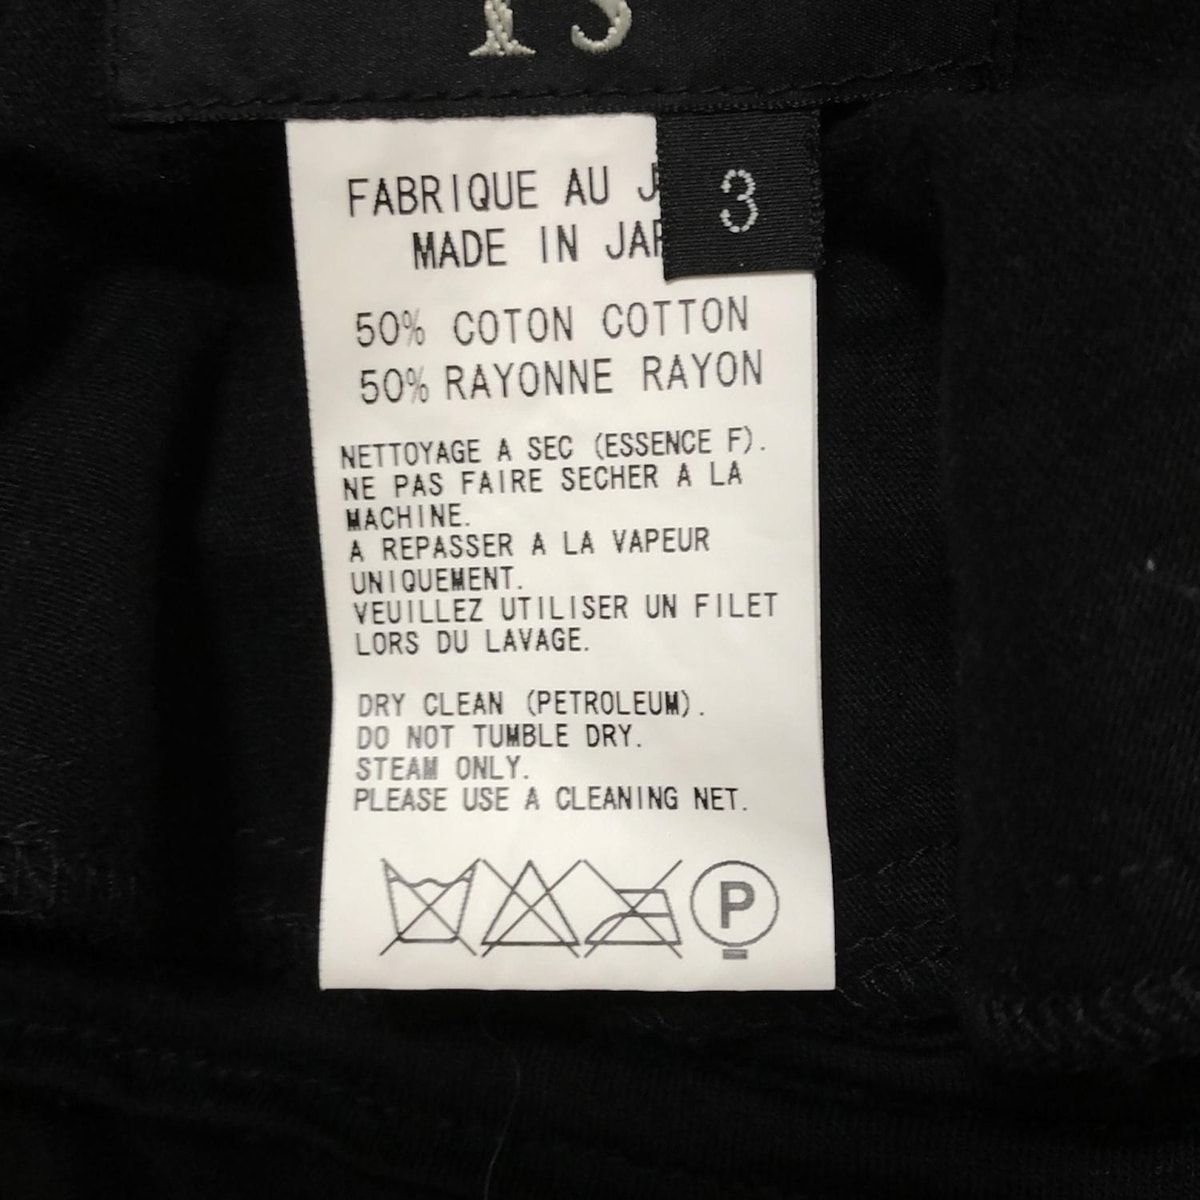 3
FABRIQUE AU
MADE IN
50% COTON COTTON
50% RAYONNE RAYON
NETTOYAGE A SEC (ESSENCE F).
NE PAS FAIRE SECHER A LA
MACHINE.
A REPASSER A LA VAPEUR
UNIQUEMENT.
VEUILLEZ UTILISER UN FILET
LORS DU LAVAGE.
DRY CLEAN (PETROLEUM).
DO NOT TUMBLE DRY.
STEAM ONLY.
PLEASE USE A CLEANING NET.
P